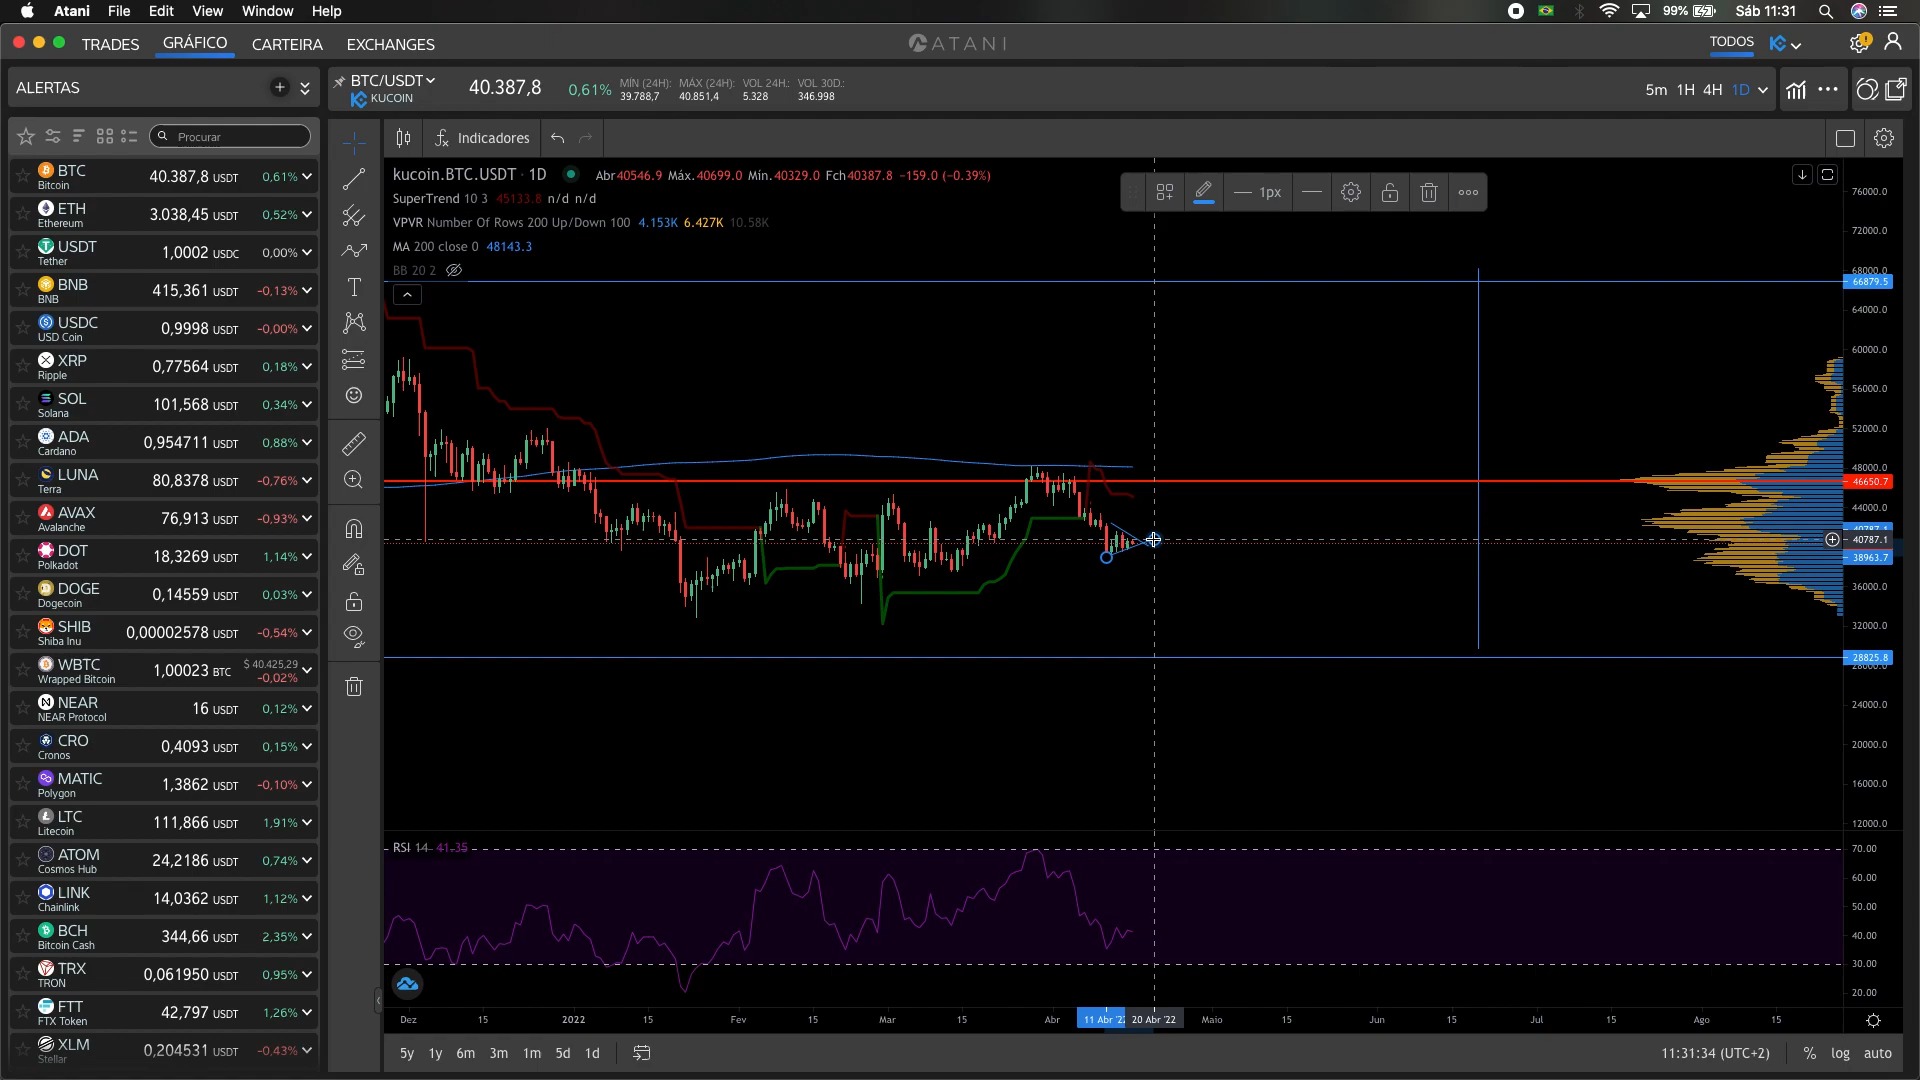 Atani File Edit View Window Help
99% Sáb 11:31
TRADES GRÁFICO CARTEIRA EXCHANGES
ATANI
TODOS
ALERTAS
BTC/USDT
KUCOIN
40.387,8 0,61%
MÍN (24H): MÁX (24H): VOL 24H.: VOL 30D.:
39.788,7 40.851,4 5.328 346.998
5m 1H 4H 1D
Procurar
Indicadores
BTC 40.387,8 USDT 0,61%
Bitcoin
ETH 3.038,45 USDT 0,52%
Ethereum
USDT 1,0002 USDC 0,00%
Tether
BNB 415,361 USDT -0,13%
BNB
USDC 0,9998 USDT -0,00%
USD Coin
XRP 0,77564 USDT 0,18%
Ripple
SOL 101,568 USDT 0,34%
Solana
ADA 0,954711 USDT 0,88%
Cardano
LUNA 80,8378 USDT -0,76%
Terra
AVAX 76,913 USDT -0,93%
Avalanche
DOT 18,3269 USDT 1,14%
Polkadot
DOGE 0,14559 USDT 0,03%
Dogecoin
SHIB 0,00002578 USDT -0,54%
Shiba Inu
WBTC 1,00023 BTC $ 40.425,29
Wrapped Bitcoin -0,02%
NEAR 16 USDT 0,12%
NEAR Protocol
CRO 0,4093 USDT 0,15%
Cronos
MATIC 1,3862 USDT -0,10%
Polygon
LTC 111,866 USDT 1,91%
Litecoin
ATOM 24,2186 USDT 0,74%
Cosmos Hub
LINK 14,0362 USDT 1,12%
Chainlink
BCH 344,66 USDT 2,35%
Bitcoin Cash
TRX 0,061950 USDT 0,95%
TRON
FTT 42,797 USDT 1,26%
FTX Token
XLM 0,204531 USDT -0,43%
Stellar
kucoin.BTC.USDT · 1D Abr40546.9 Máx.40699.0 Mín.40329.0 Fch40387.8 −159.0 (−0.39%)
SuperTrend 10 3 45133.8 n/d n/d
VPVR Number Of Rows 200 Up/Down 100 4.153K 6.427K 10.58K
MA 200 close 0 48143.3
BB 20 2
1px
76000.0
72000.0
68000.0
66879.5
64000.0
60000.0
56000.0
52000.0
48000.0
46650.7
44000.0
40787.1
40787.1
38963.7
36000.0
32000.0
28825.8
28000.0
24000.0
20000.0
16000.0
12000.0
RSI 14 41.35
70.00
60.00
50.00
40.00
30.00
20.00
Dez 15 2022 15 Fev 15 Mar 15 Abr 11 Abr '22 20 Abr '22 Maio 15 Jun 15 Jul 15 Ago 15
5y 1y 6m 3m 1m 5d 1d
11:31:34 (UTC+2) % log auto